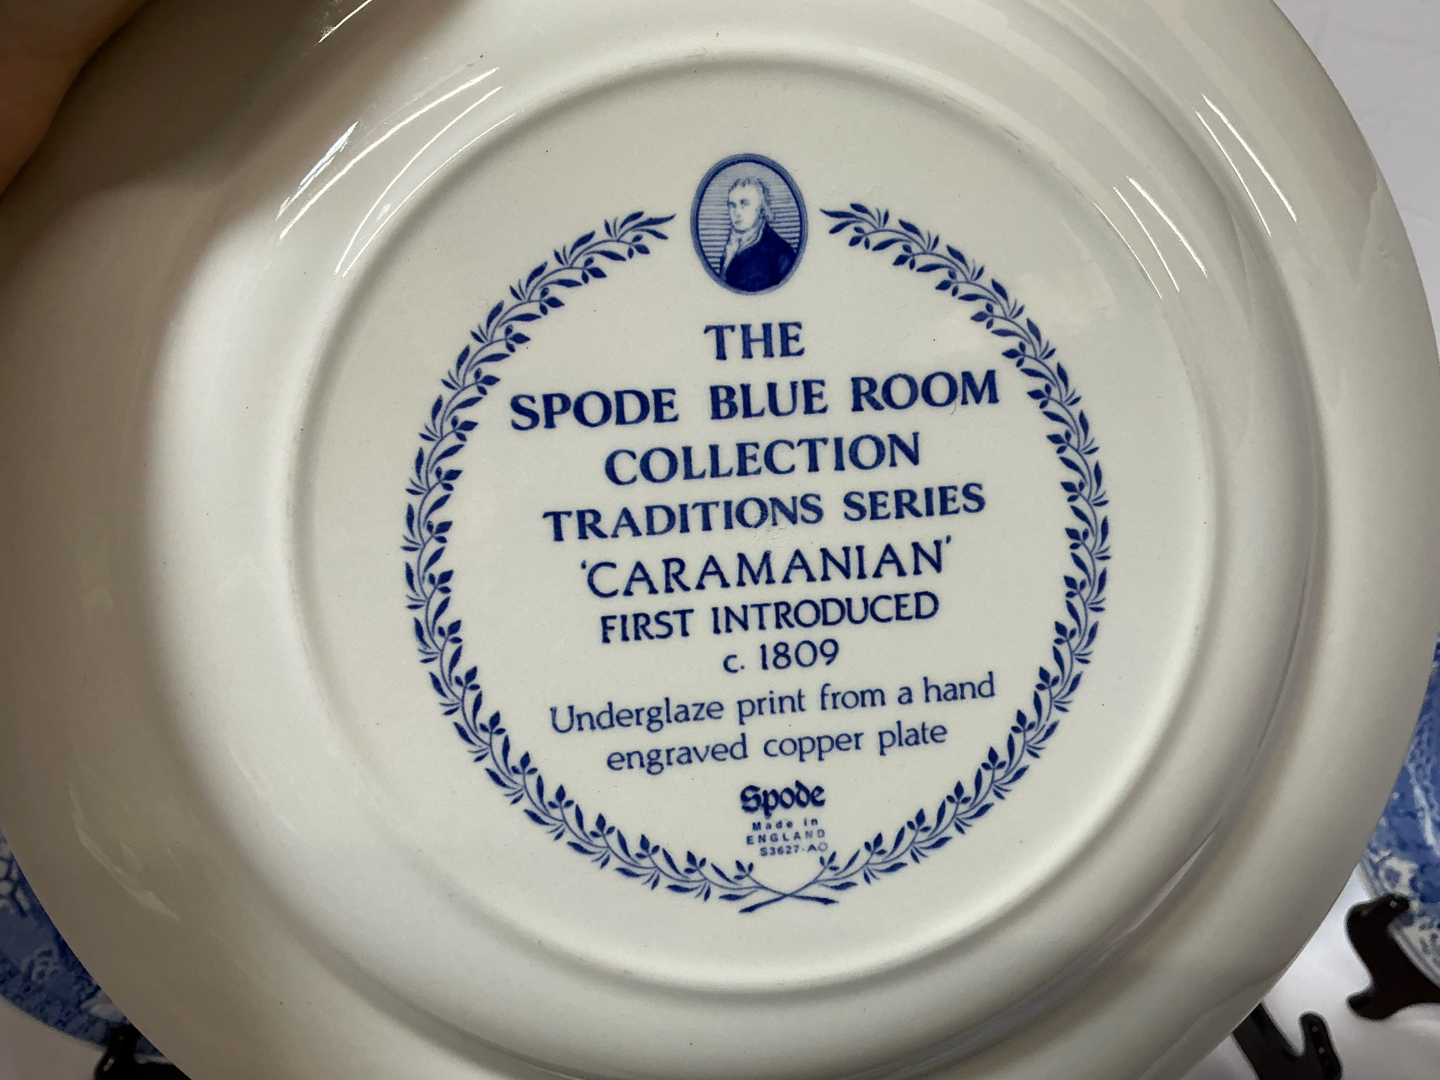 THE
SPODE BLUE ROOM
COLLECTION
TRADITIONS SERIES
'CARAMANIAN'
FIRST INTRODUCED
c. 1809
Underglaze print from a hand
engraved copper plate
Spode
Made in
ENGLAND
S3627-AO